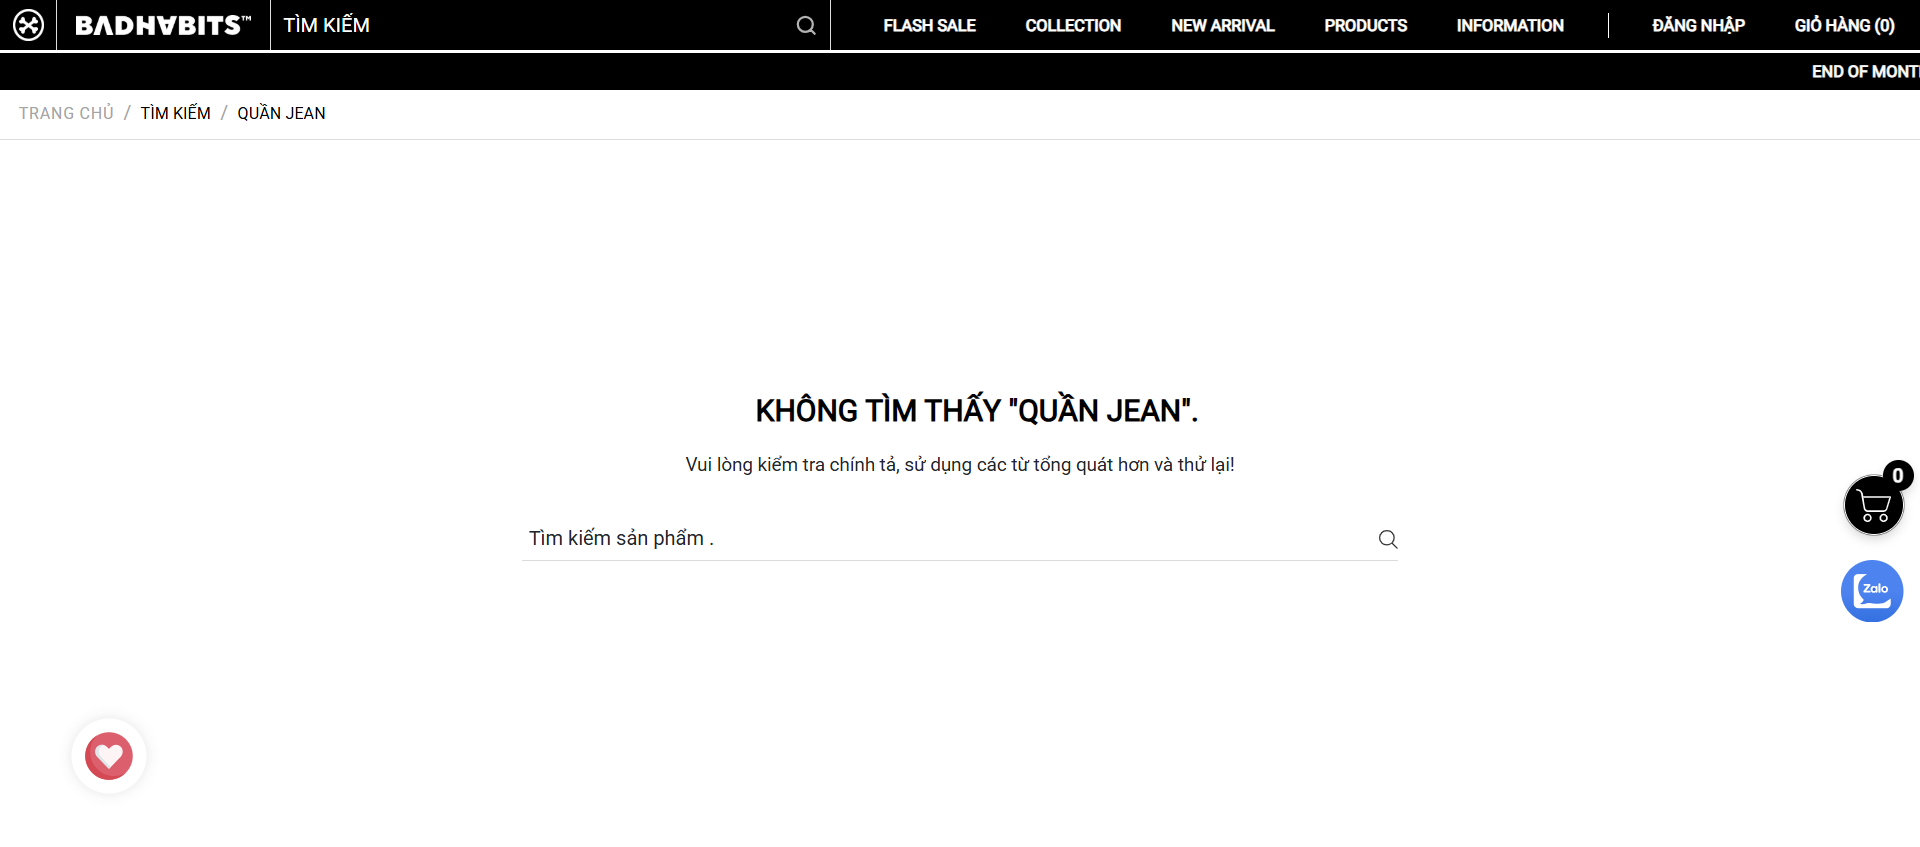 BADHABITS™ TÌM KIẾM FLASH SALE COLLECTION NEW ARRIVAL PRODUCTS INFORMATION ĐĂNG NHẬP GIỎ HÀNG (0)
END OF MONT
TRANG CHỦ / TÌM KIẾM / QUẦN JEAN
KHÔNG TÌM THẤY "QUẦN JEAN".
Vui lòng kiểm tra chính tả, sử dụng các từ tổng quát hơn và thử lại!
0
Tìm kiếm sản phẩm .
Zalo